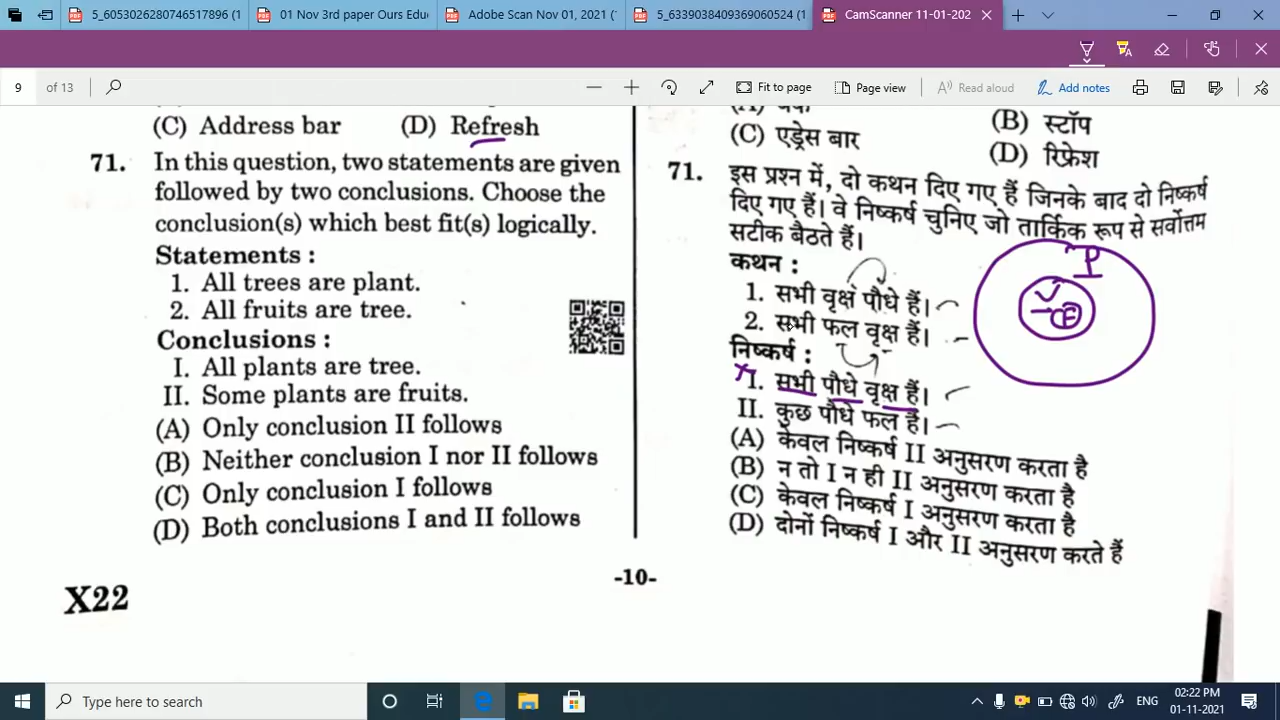 5_6053026280746517896 (1
01 Nov 3rd paper Ours Edu
Adobe Scan Nov 01, 2021 (1
5_6339038409369060524 (1
CamScanner 11-01-202
9 of 13
Fit to page
Page view
Read aloud
Add notes
(C) Address bar (D) Refresh
71. In this question, two statements are given
followed by two conclusions. Choose the
conclusion(s) which best fit(s) logically.
Statements :
1. All trees are plant.
2. All fruits are tree.
Conclusions :
I. All plants are tree.
II. Some plants are fruits.
(A) Only conclusion II follows
(B) Neither conclusion I nor II follows
(C) Only conclusion I follows
(D) Both conclusions I and II follows
(B) स्टॉप
(C) एड्रेस बार
(D) रिफ्रेश
71. इस प्रश्न में, दो कथन दिए गए हैं जिनके बाद दो निष्कर्ष
दिए गए हैं। वे निष्कर्ष चुनिए जो तार्किक रूप से सर्वोत्तम
सटीक बैठते हैं।
कथन :
1. सभी वृक्ष पौधे हैं।
2. सभी फल वृक्ष हैं।
निष्कर्ष :
I. सभी पौधे वृक्ष हैं।
II. कुछ पौधे फल हैं।
(A) केवल निष्कर्ष II अनुसरण करता है
(B) न तो I न ही II अनुसरण करता है
(C) केवल निष्कर्ष I अनुसरण करता है
(D) दोनों निष्कर्ष I और II अनुसरण करते हैं
P
V
F
-10-
X22
Type here to search
ENG
02:22 PM
01-11-2021